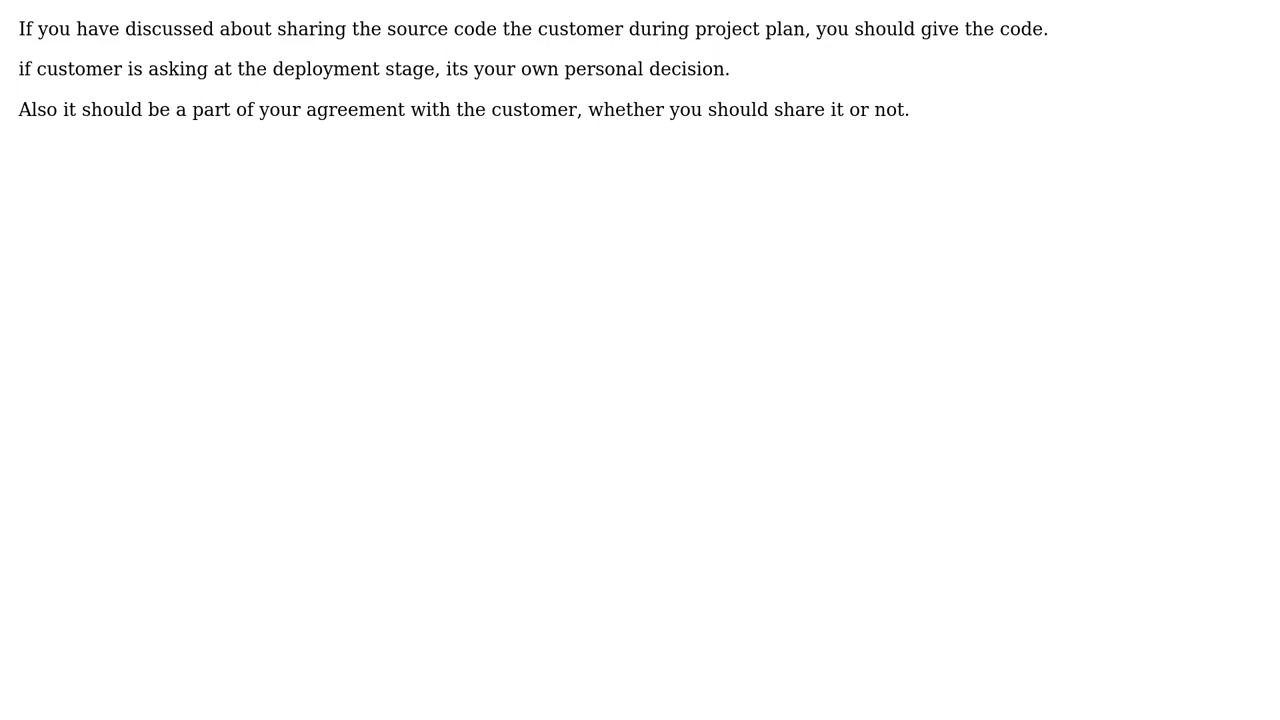 If you have discussed about sharing the source code the customer during project plan, you should give the code.
if customer is asking at the deployment stage, its your own personal decision.
Also it should be a part of your agreement with the customer, whether you should share it or not.